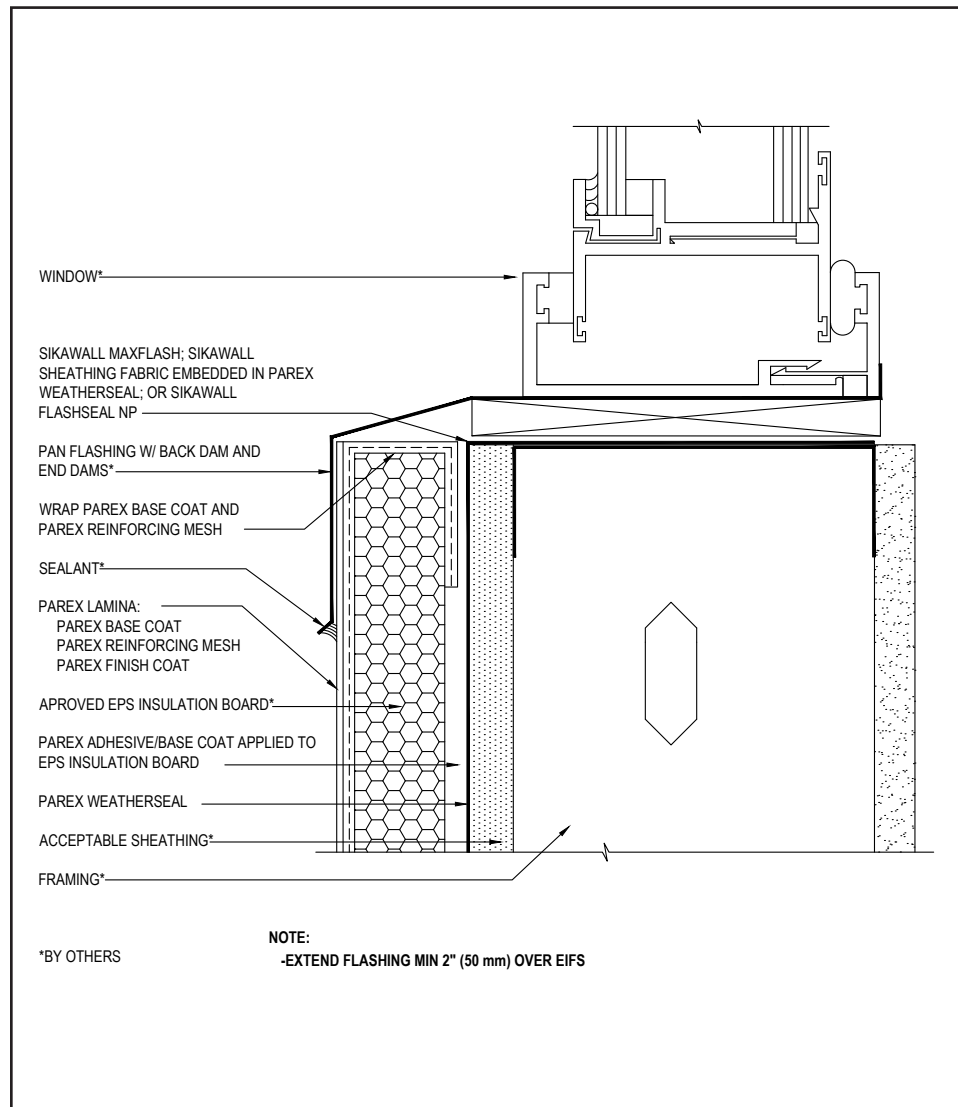 WINDOW*
SIKAWALL MAXFLASH; SIKAWALL
SHEATHING FABRIC EMBEDDED IN PAREX
WEATHERSEAL; OR SIKAWALL
FLASHSEAL NP
PAN FLASHING W/ BACK DAM AND
END DAMS*
WRAP PAREX BASE COAT AND
PAREX REINFORCING MESH
SEALANT*
PAREX LAMINA:
PAREX BASE COAT
PAREX REINFORCING MESH
PAREX FINISH COAT
APROVED EPS INSULATION BOARD*
PAREX ADHESIVE/BASE COAT APPLIED TO
EPS INSULATION BOARD
PAREX WEATHERSEAL
ACCEPTABLE SHEATHING*
FRAMING*
*BY OTHERS
NOTE:
-EXTEND FLASHING MIN 2" (50 mm) OVER EIFS